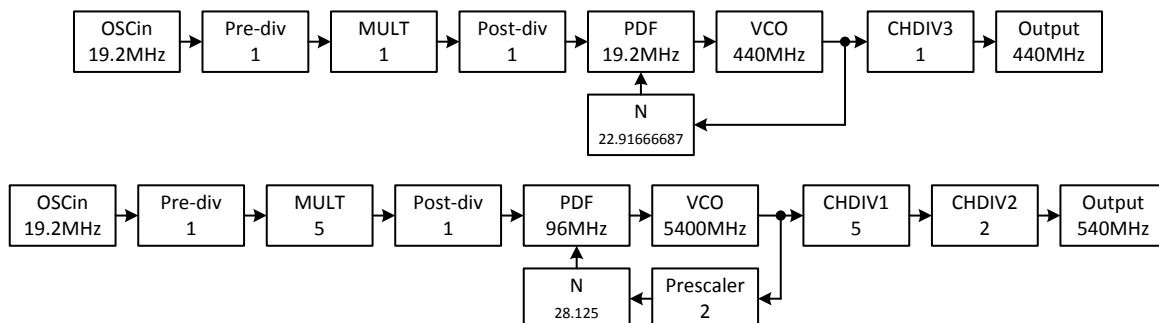 OSCin
19.2MHz
Pre-div
1
MULT
1
Post-div
1
PDF
19.2MHz
VCO
440MHz
CHDIV3
1
Output
440MHz
N
22.91666687
OSCin
19.2MHz
Pre-div
1
MULT
5
Post-div
1
PDF
96MHz
VCO
5400MHz
CHDIV1
5
CHDIV2
2
Output
540MHz
N
28.125
Prescaler
2